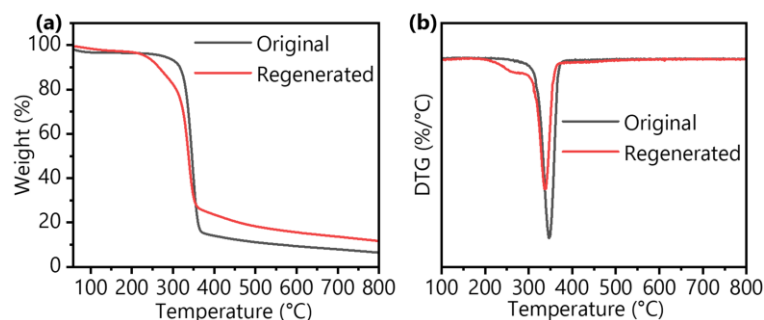 (a)
Original
Regenerated
Weight (%)
100
80
60
40
20
0
100 200 300 400 500 600 700 800
Temperature (°C)
(b)
Original
Regenerated
DTG (%/°C)
100 200 300 400 500 600 700 800
Temperature (°C)